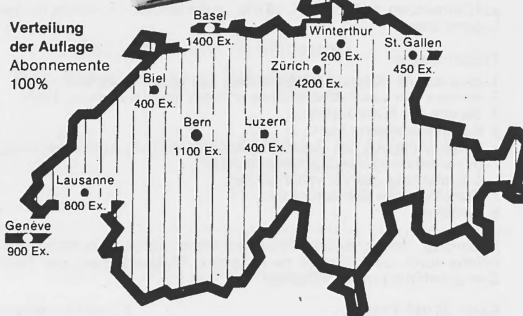 Verteilung
der Auflage
Abonnemente
100%
Basel
1400 Ex.
Winterthur
200 Ex.
St. Gallen
450 Ex.
Zürich
4200 Ex.
Biel
400 Ex.
Bern
1100 Ex.
Luzern
400 Ex.
Lausanne
800 Ex.
Genève
900 Ex.